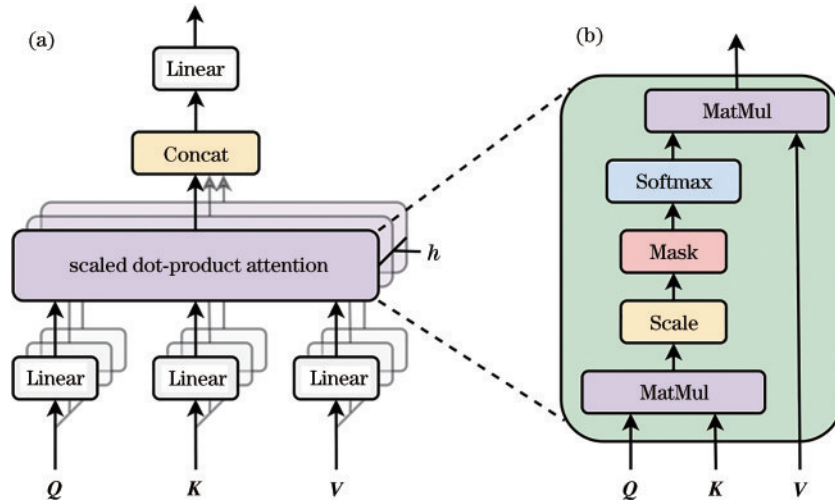 (a)
Linear
Concat
scaled dot-product attention
h
Linear Linear Linear
Q K V
(b)
MatMul
Softmax
Mask
Scale
MatMul
Q K V